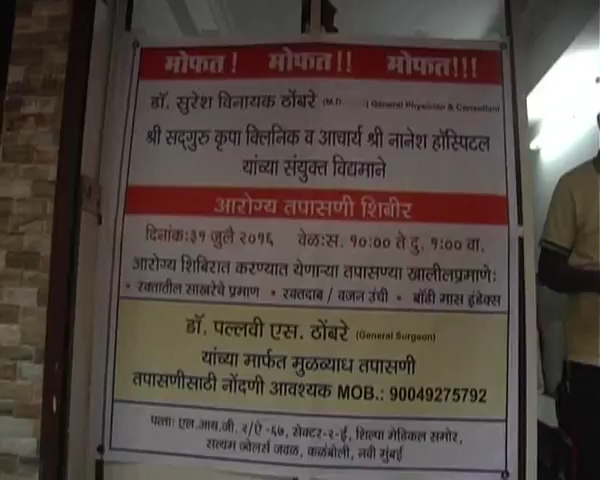 मोफत! मोफत!! मोफत!!!
डॉ. सुरेश विनायक ठोंबरे (M.D. ) General Physician & Consultant
श्री सद्‌गुरु कृपा क्लिनिक व आचार्य श्री नानेश हॉस्पिटल
यांच्या संयुक्त विद्यमाने
आरोग्य तपासणी शिबीर
दिनांक:३१ जुलै २०१६ वेळ:स. १०:०० ते दु. १:०० वा.
आरोग्य शिबिरात करण्यात येणाऱ्या तपासण्या खालीलप्रमाणे:
• रक्तातील साखरेचे प्रमाण • रक्तदाब / वजन उंची • बॉडी मास इंडेक्स
डॉ. पल्लवी एस. ठोंबरे (General Surgeon)
यांच्या मार्फत मुळव्याध तपासणी
तपासणीसाठी नोंदणी आवश्यक MOB.: 90049275792
पत्ता: एल.आय.जी. २/ऐ -६७, सेक्टर-२-ई, शिल्पा मेडिकल समोर,
सत्यम ज्वेलर्स जवळ, कळंबोली, नवी मुंबई